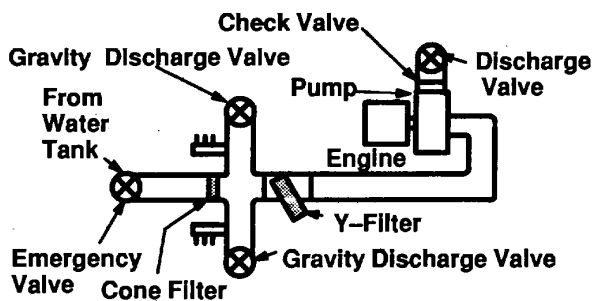 Check Valve
Gravity Discharge Valve
Discharge
Valve
From
Water
Tank
Pump
Engine
Y-Filter
Emergency
Valve
Cone Filter
Gravity Discharge Valve